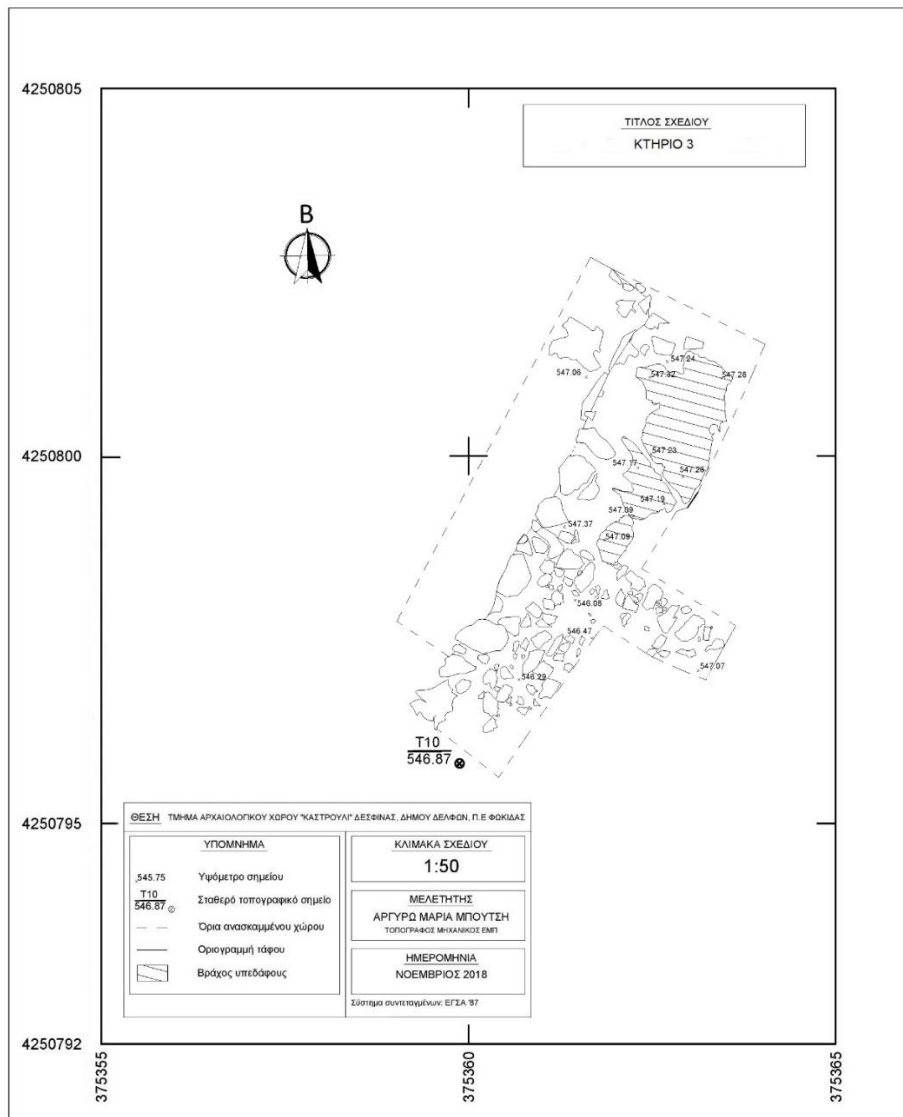 4250805
ΤΙΤΛΟΣ ΣΧΕΔΙΟΥ
ΚΤΗΡΙΟ 3
Β
547.24
547.06
547.32
547.28
4250800
547.23
547.17
547.26
547.19
547.09
547.37
547.09
546.08
546.47
547.07
546.29
T10
546.87
4250795
ΘΕΣΗ ΤΜΗΜΑ ΑΡΧΑΙΟΛΟΓΙΚΟΥ ΧΩΡΟΥ "ΚΑΣΤΡΟΥΛΙ" ΔΕΣΦΙΝΑΣ, ΔΗΜΟΥ ΔΕΛΦΩΝ, Π.Ε ΦΩΚΙΔΑΣ
ΥΠΟΜΝΗΜΑ
545.75 Υψόμετρο σημείου
T10
546.87 Σταθερό τοπογραφικό σημείο
Όρια ανασκαμμένου χώρου
Οριογραμμή τάφου
Βράχος υπεδάφους
ΚΛΙΜΑΚΑ ΣΧΕΔΙΟΥ
1:50
ΜΕΛΕΤΗΤΗΣ
ΑΡΓΥΡΩ ΜΑΡΙΑ ΜΠΟΥΤΣΗ
ΤΟΠΟΓΡΑΦΟΣ ΜΗΧΑΝΙΚΟΣ ΕΜΠ
ΗΜΕΡΟΜΗΝΙΑ
ΝΟΕΜΒΡΙΟΣ 2018
Σύστημα συντεταγμένων: ΕΓΣΑ '87
4250792
375355
375360
375365